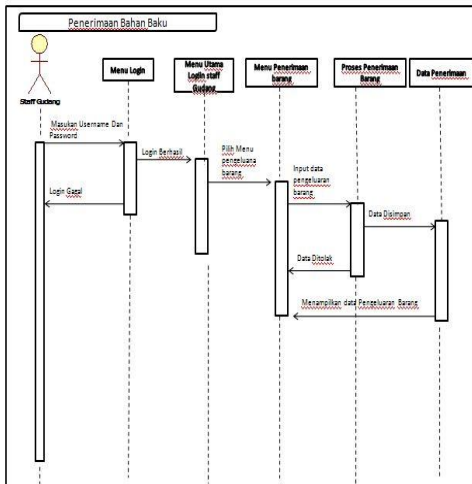 Penerimaan Bahan Baku
Staff Gudang
Menu Login
Menu Utama
Login staff
Gudang
Menu Penerimaan
barang
Proses Penerimaan
Barang
Data Penerimaan
Masukan Username Dan
Password
Login Berhasil
Login Gagal
Pilih Menu
pengeluana
barang
Input data
pengeluaran
barang
Data Disimpan
Data Ditolak
Menampilkan data Pengeluaran Barang